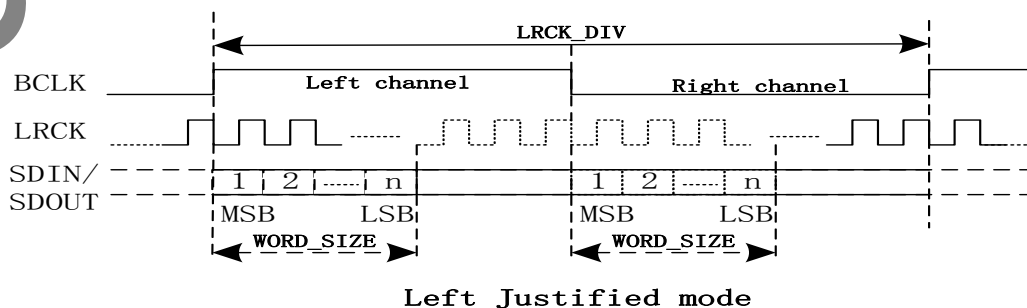 LRCK_DIV
BCLK Left channel Right channel
LRCK
SDIN/
SDOUT
1 2 n 1 2 n
MSB LSB MSB LSB
WORD_SIZE WORD_SIZE
Left Justified mode